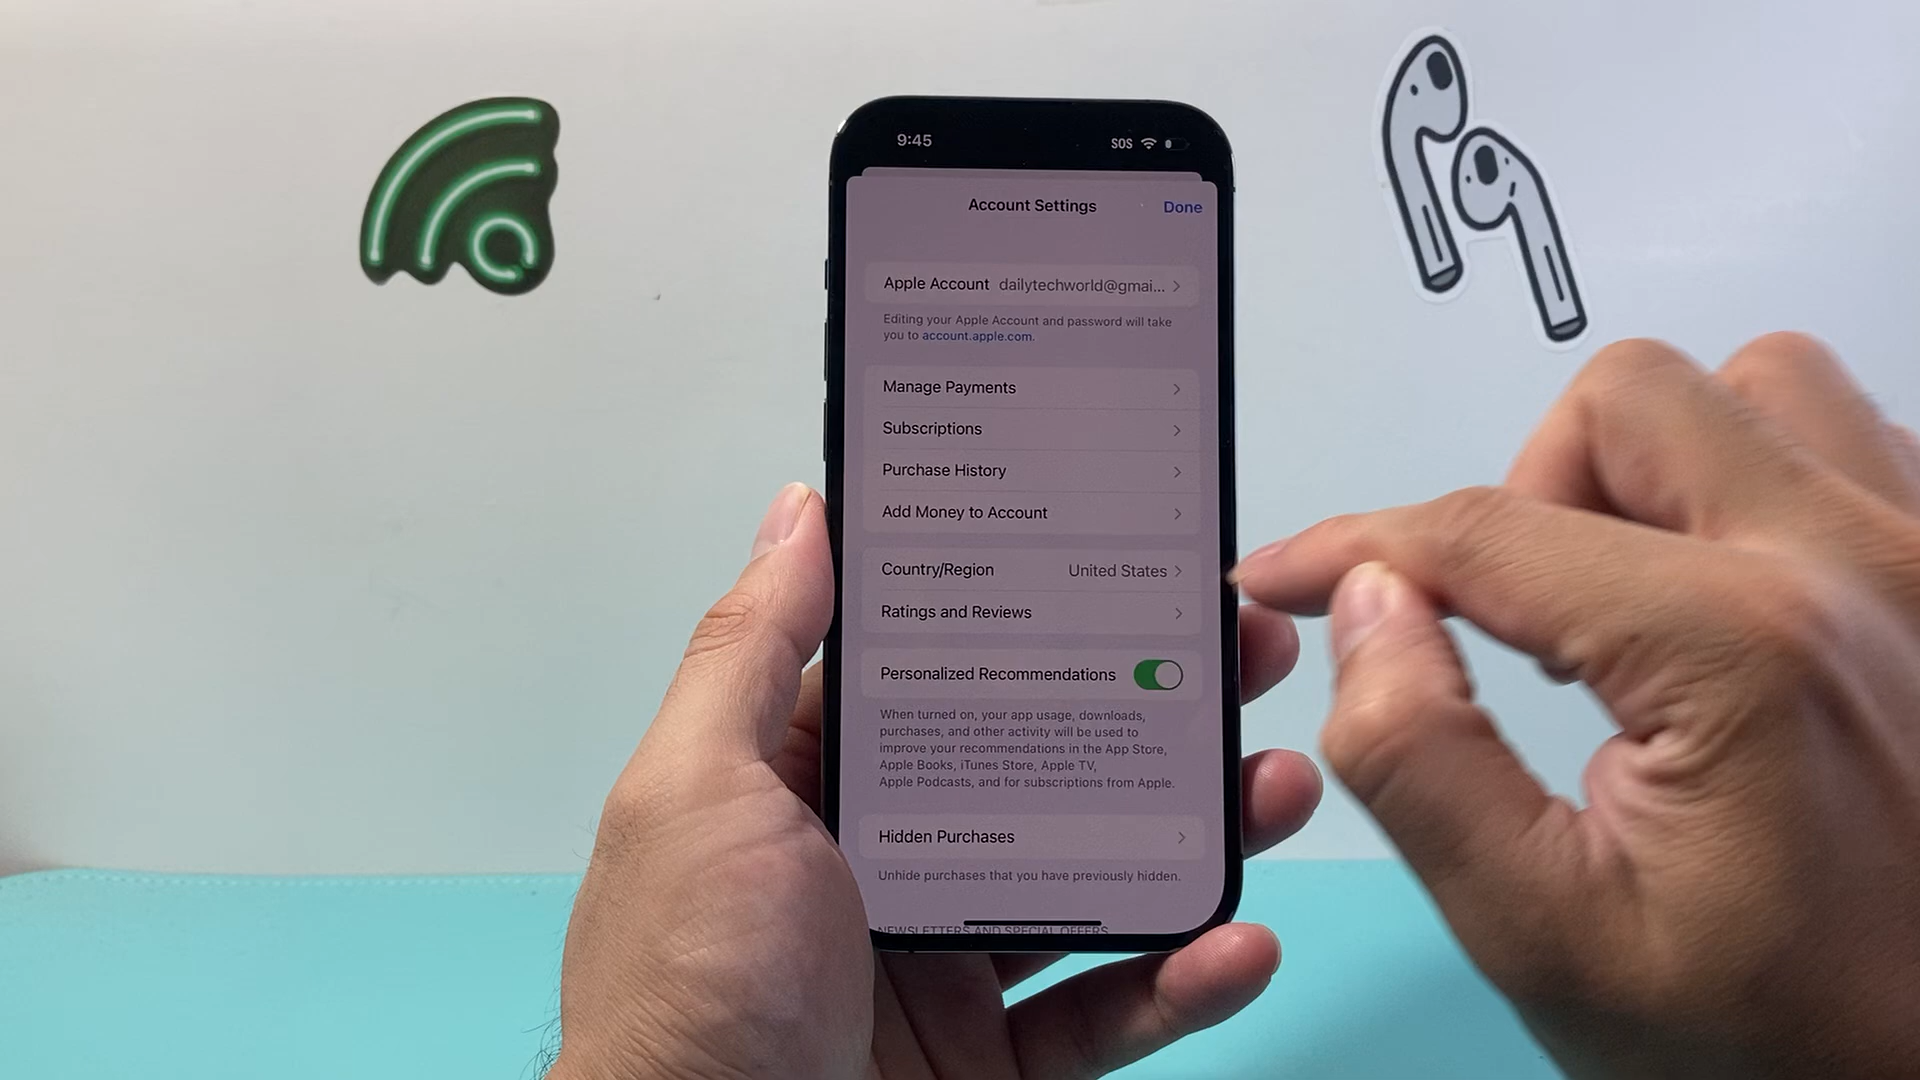 9:45 SOS
Account Settings Done
Apple Account dailytechworld@gmai...
Editing your Apple Account and password will take
you to account.apple.com.
Manage Payments
Subscriptions
Purchase History
Add Money to Account
Country/Region United States
Ratings and Reviews
Personalized Recommendations
When turned on, your app usage, downloads,
purchases, and other activity will be used to
improve your recommendations in the App Store,
Apple Books, iTunes Store, Apple TV,
Apple Podcasts, and for subscriptions from Apple.
Hidden Purchases
Unhide purchases that you have previously hidden.
NEWSLETTERS AND SPECIAL OFFERS